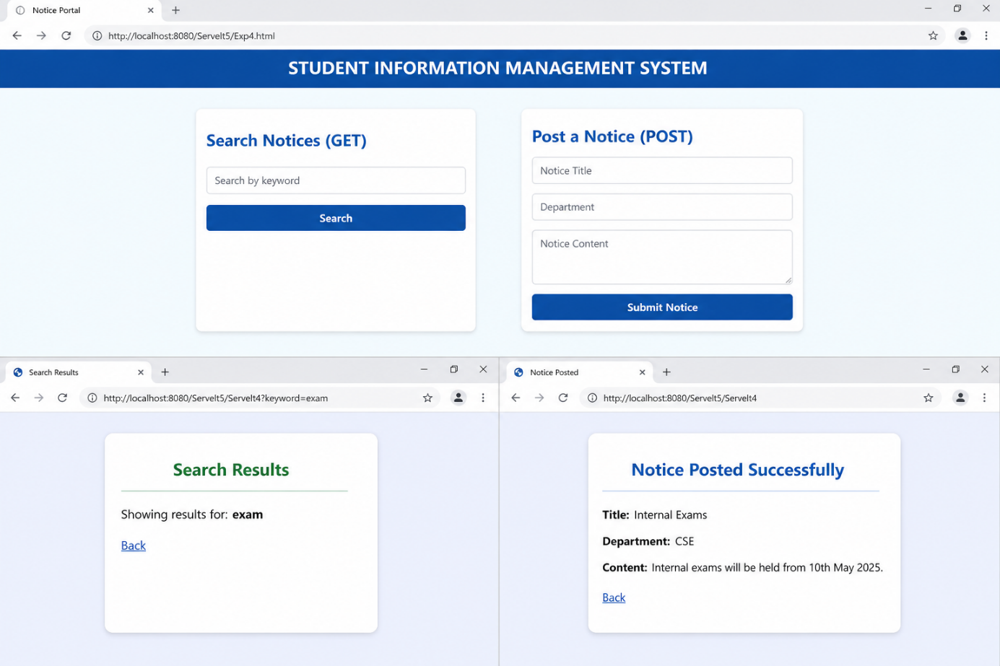 Notice Portal
http://localhost:8080/Servelt5/Exp4.html
STUDENT INFORMATION MANAGEMENT SYSTEM
Search Notices (GET)
Search by keyword
Search
Post a Notice (POST)
Notice Title
Department
Notice Content
Submit Notice
Search Results
http://localhost:8080/Servelt5/Servelt4?keyword=exam
Search Results
Showing results for: exam
Back
Notice Posted
http://localhost:8080/Servelt5/Servelt4
Notice Posted Successfully
Title: Internal Exams
Department: CSE
Content: Internal exams will be held from 10th May 2025.
Back